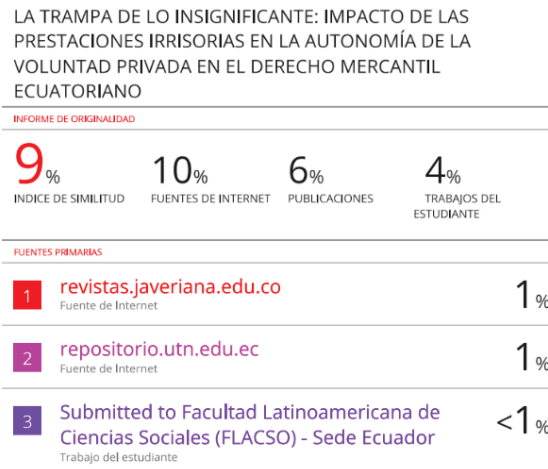 LA TRAMPA DE LO INSIGNIFICANTE: IMPACTO DE LAS
PRESTACIONES IRRISORIAS EN LA AUTONOMÍA DE LA
VOLUNTAD PRIVADA EN EL DERECHO MERCANTIL
ECUATORIANO
INFORME DE ORIGINALIDAD
9%
INDICE DE SIMILITUD
10%
FUENTES DE INTERNET
6%
PUBLICACIONES
4%
TRABAJOS DEL
ESTUDIANTE
FUENTES PRIMARIAS
1
revistas.javeriana.edu.co
Fuente de Internet
1%
2
repositorio.utn.edu.ec
Fuente de Internet
1%
3
Submitted to Facultad Latinoamericana de
Ciencias Sociales (FLACSO) - Sede Ecuador
Trabajo del estudiante
<1%